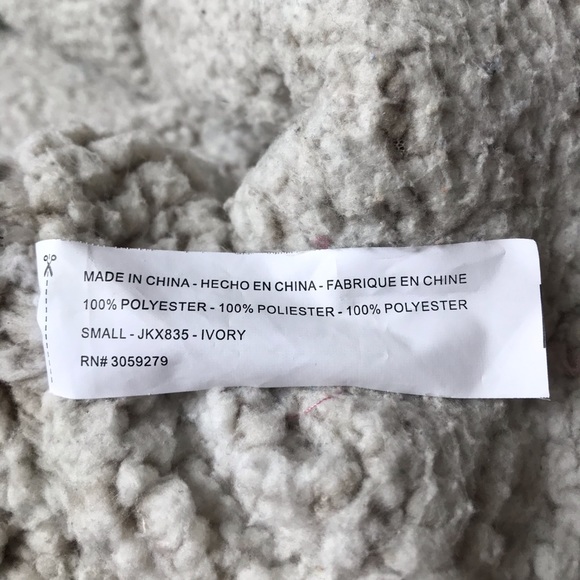 MADE IN CHINA - HECHO EN CHINA - FABRIQUE EN CHINE
100% POLYESTER - 100% POLIESTER - 100% POLYESTER
SMALL - JKX835 - IVORY
RN# 3059279